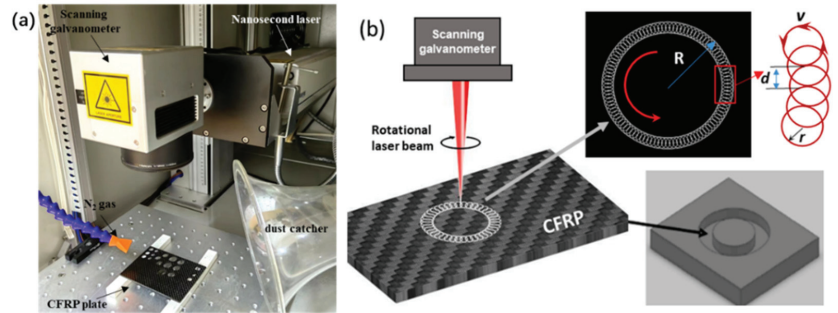 (a)
Scanning
galvanometer
Nanosecond laser
N₂ gas
dust catcher
CFRP plate
(b)
Scanning
galvanometer
Rotational
laser beam
CFRP
R
v
d
r